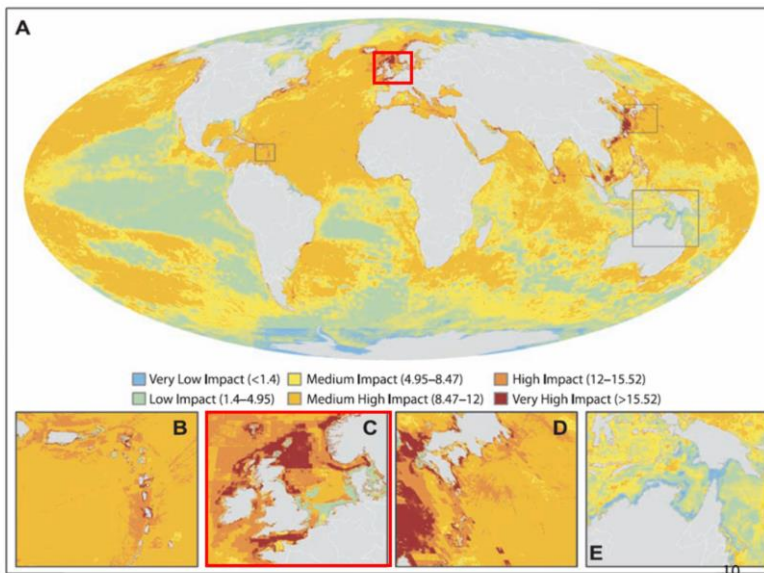 A
Very Low Impact (<1.4) Medium Impact (4.95–8.47) High Impact (12–15.52)
Low Impact (1.4–4.95) Medium High Impact (8.47–12) Very High Impact (>15.52)
B C D E
10